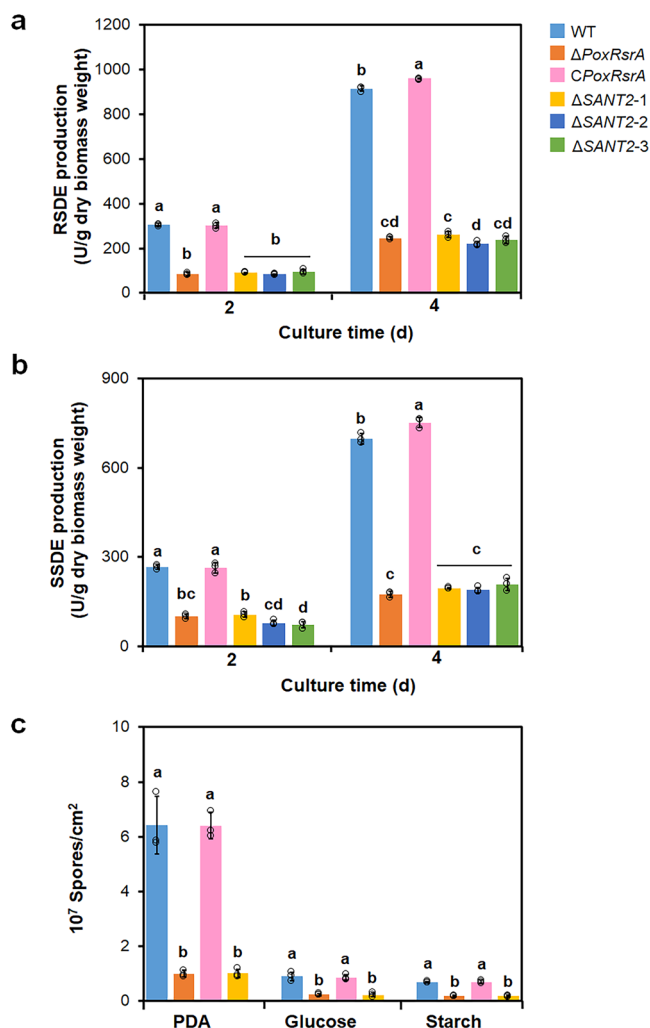 a
WT
ΔPoxRsrA
CPoxRsrA
ΔSANT2-1
ΔSANT2-2
ΔSANT2-3
RSDE production
(U/g dry biomass weight)
1200
1000
800
600
400
200
0
a
b
a
b
b
cd
a
c
d
cd
2
4
Culture time (d)
b
SSDE production
(U/g dry biomass weight)
900
600
300
0
a
bc
a
b
cd
d
b
c
a
c
2
4
Culture time (d)
c
10⁷ Spores/cm²
10
8
6
4
2
0
a
b
a
b
a
b
a
b
a
b
a
b
PDA
Glucose
Starch